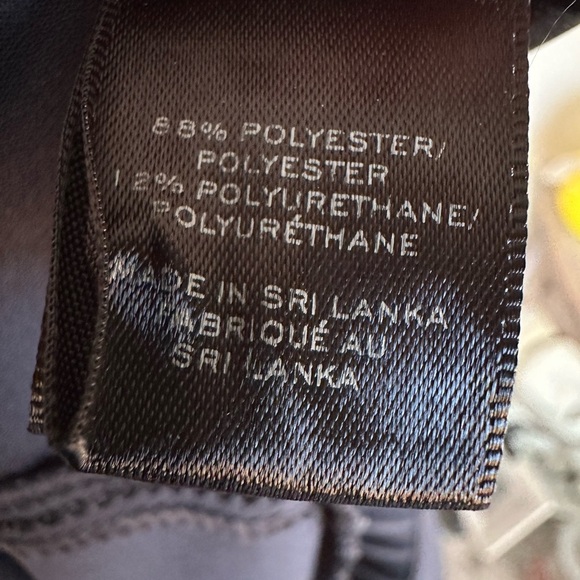 88% POLYESTER/
POLYESTER
12% POLYURETHANE/
POLYURÉTHANE
MADE IN SRI LANKA
FABRIQUÉ AU
SRI LANKA